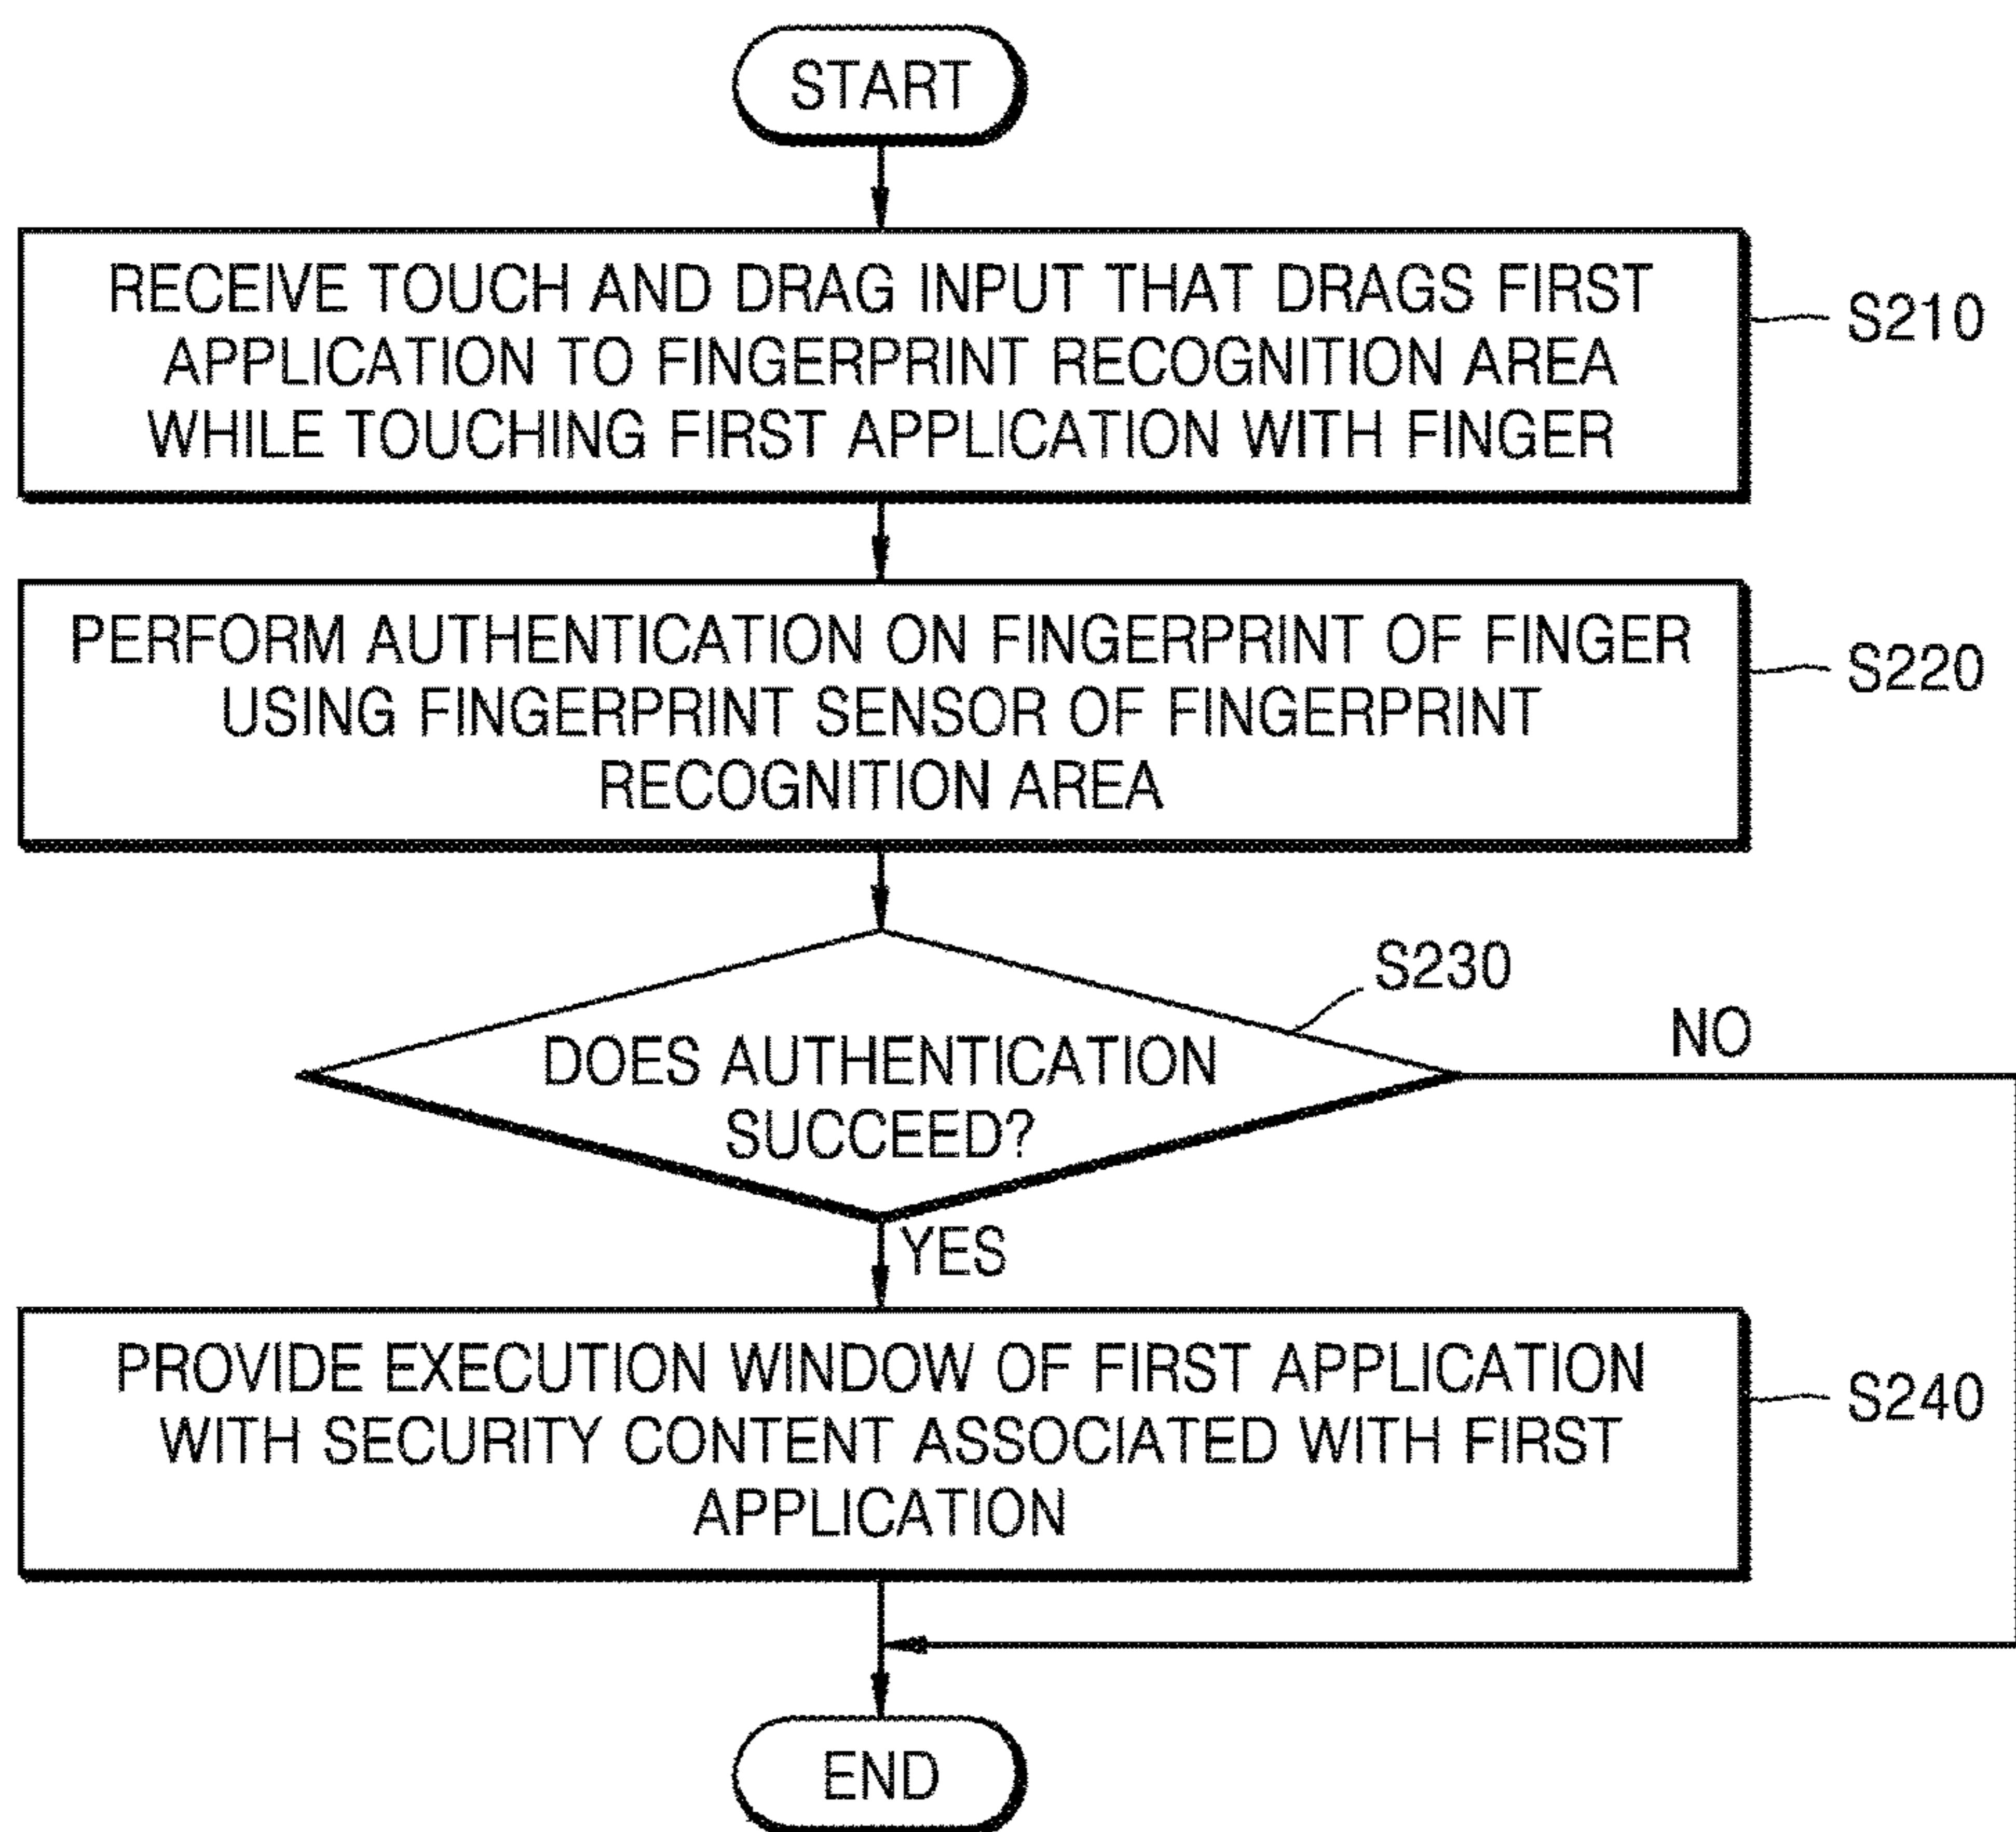 START
RECEIVE TOUCH AND DRAG INPUT THAT DRAGS FIRST
APPLICATION TO FINGERPRINT RECOGNITION AREA
WHILE TOUCHING FIRST APPLICATION WITH FINGER
S210
PERFORM AUTHENTICATION ON FINGERPRINT OF FINGER
USING FINGERPRINT SENSOR OF FINGERPRINT
RECOGNITION AREA
S220
S230
DOES AUTHENTICATION
SUCCEED?
NO
YES
PROVIDE EXECUTION WINDOW OF FIRST APPLICATION
WITH SECURITY CONTENT ASSOCIATED WITH FIRST
APPLICATION
S240
END